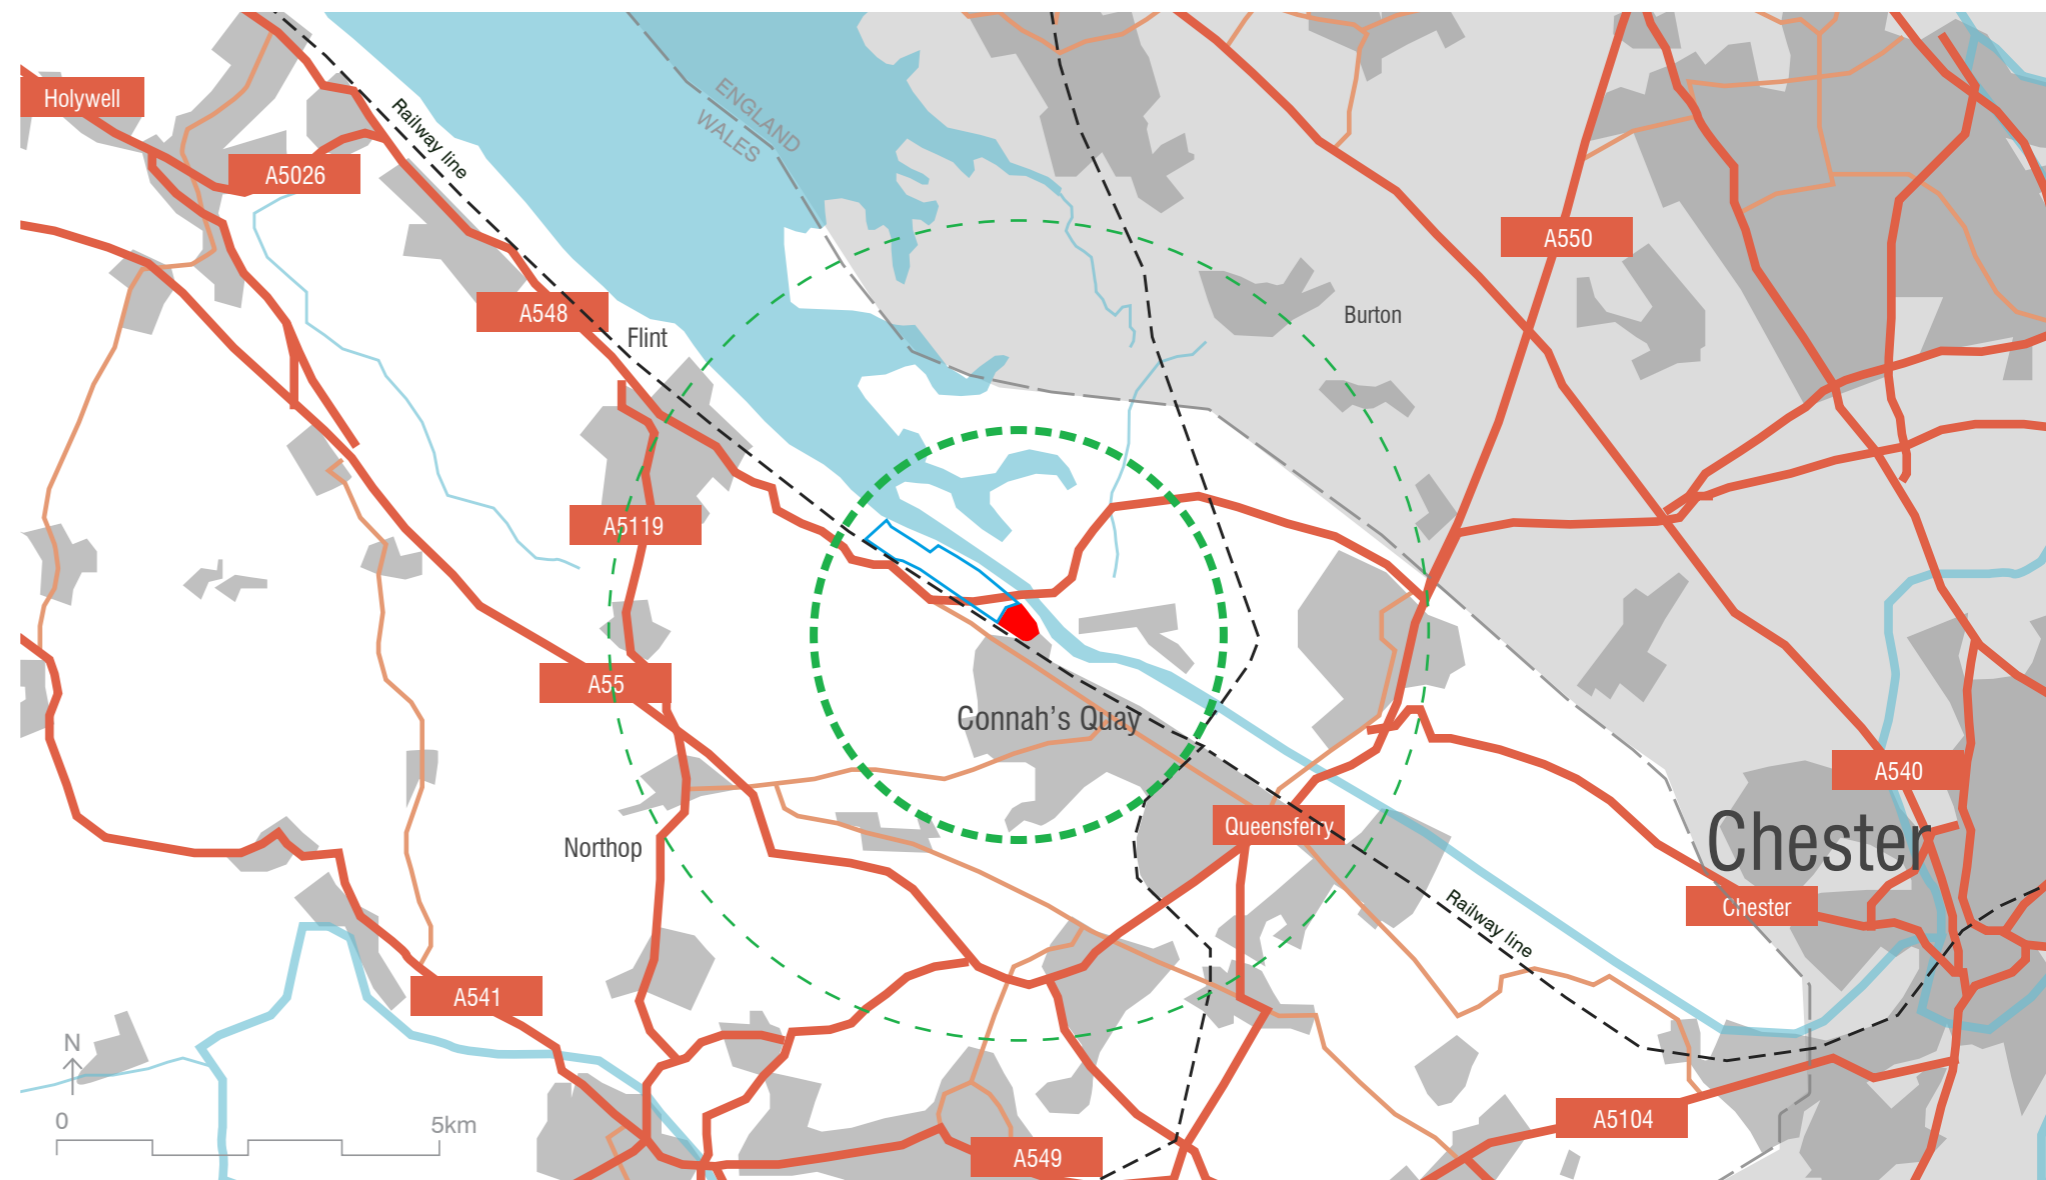 Holywell
Railway line
ENGLAND
WALES
A5026
A550
A548
Flint
Burton
A5119
A55
Connah's Quay
A540
Queensferry
Chester
Northop
Chester
Railway line
A541
N
0
5km
A5104
A549